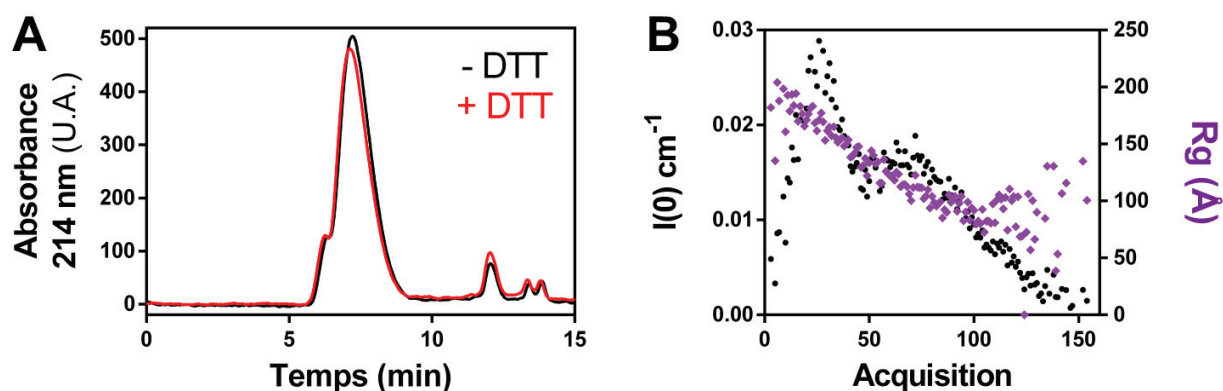 A
Absorbance
214 nm (U.A.)
500
400
300
200
100
0
- DTT
+ DTT
0
5
10
15
Temps (min)
B
I(0) cm⁻¹
0.03
0.02
0.01
0.00
250
200
150
100
50
0
Rg (Å)
0
50
100
150
Acquisition